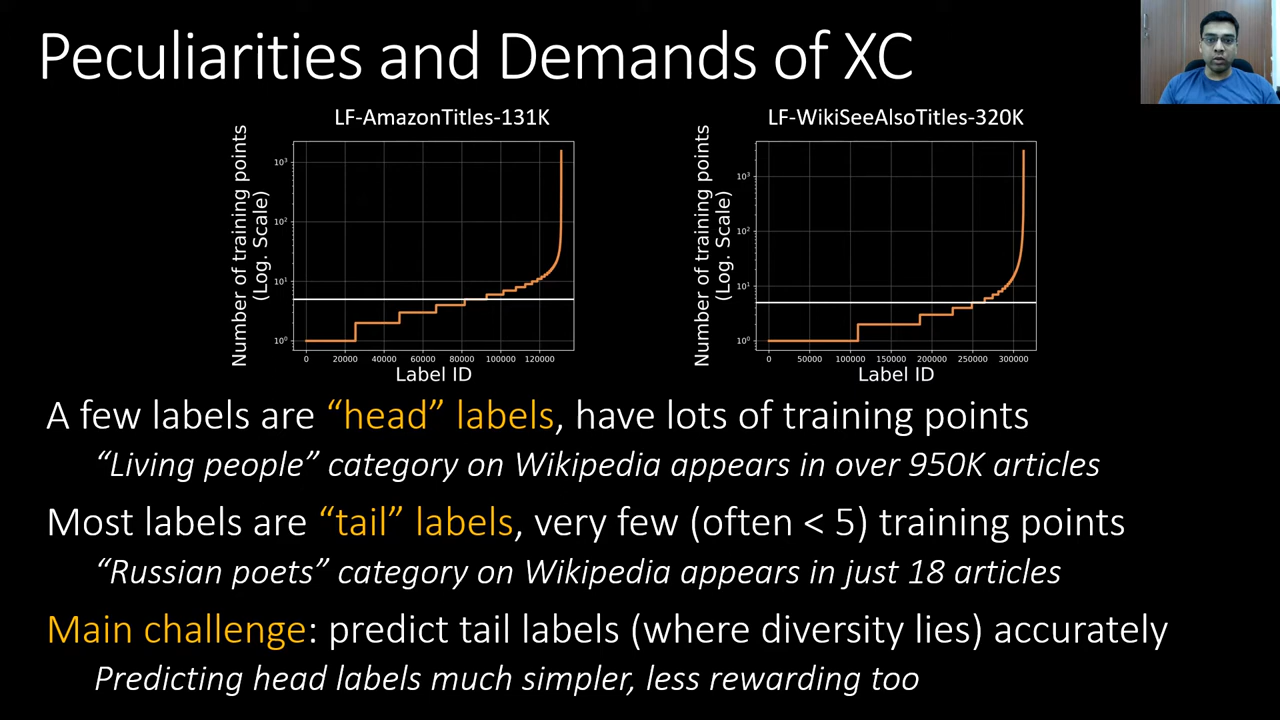 Peculiarities and Demands of XC
LF-AmazonTitles-131K
Number of training points
(Log. Scale)
10³
10²
10¹
10⁰
0 20000 40000 60000 80000 100000 120000
Label ID
LF-WikiSeeAlsoTitles-320K
Number of training points
(Log. Scale)
10³
10²
10¹
10⁰
0 50000 100000 150000 200000 250000 300000
Label ID
A few labels are “head” labels, have lots of training points
“Living people” category on Wikipedia appears in over 950K articles
Most labels are “tail” labels, very few (often < 5) training points
“Russian poets” category on Wikipedia appears in just 18 articles
Main challenge: predict tail labels (where diversity lies) accurately
Predicting head labels much simpler, less rewarding too